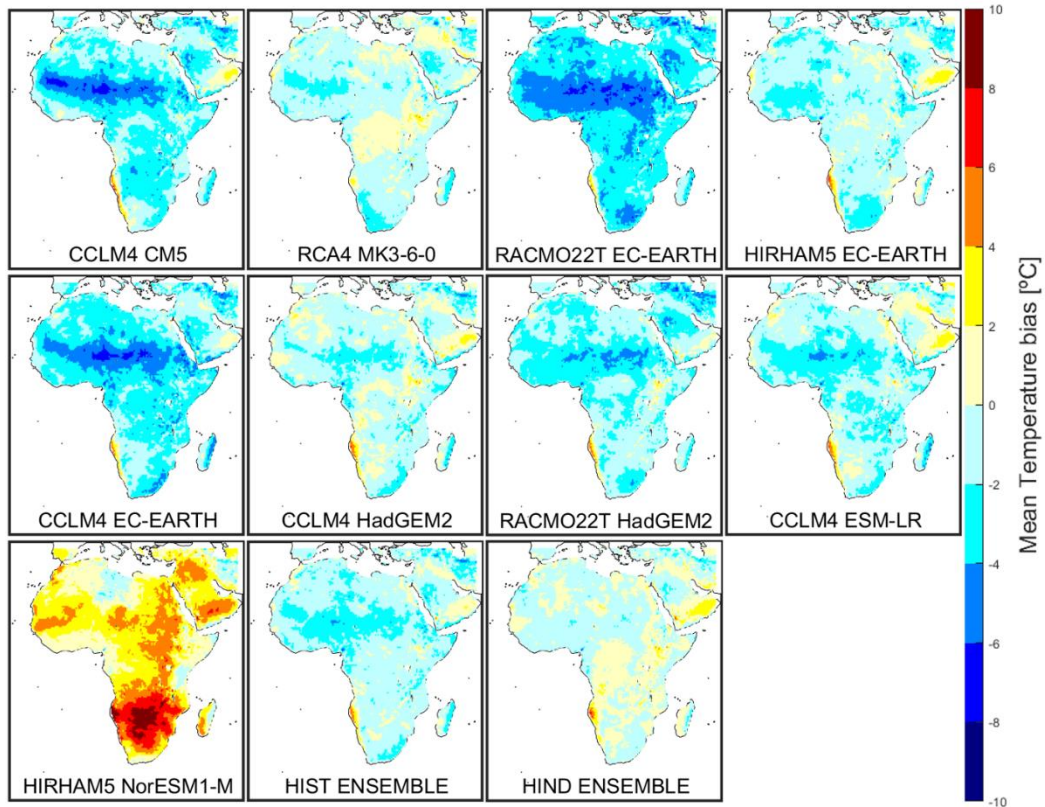 CCLM4 CM5
RCA4 MK3-6-0
RACMO22T EC-EARTH
HIRHAM5 EC-EARTH
CCLM4 EC-EARTH
CCLM4 HadGEM2
RACMO22T HadGEM2
CCLM4 ESM-LR
HIRHAM5 NorESM1-M
HIST ENSEMBLE
HIND ENSEMBLE
10
8
6
4
2
0
-2
-4
-6
-8
-10
Mean Temperature bias [ºC]